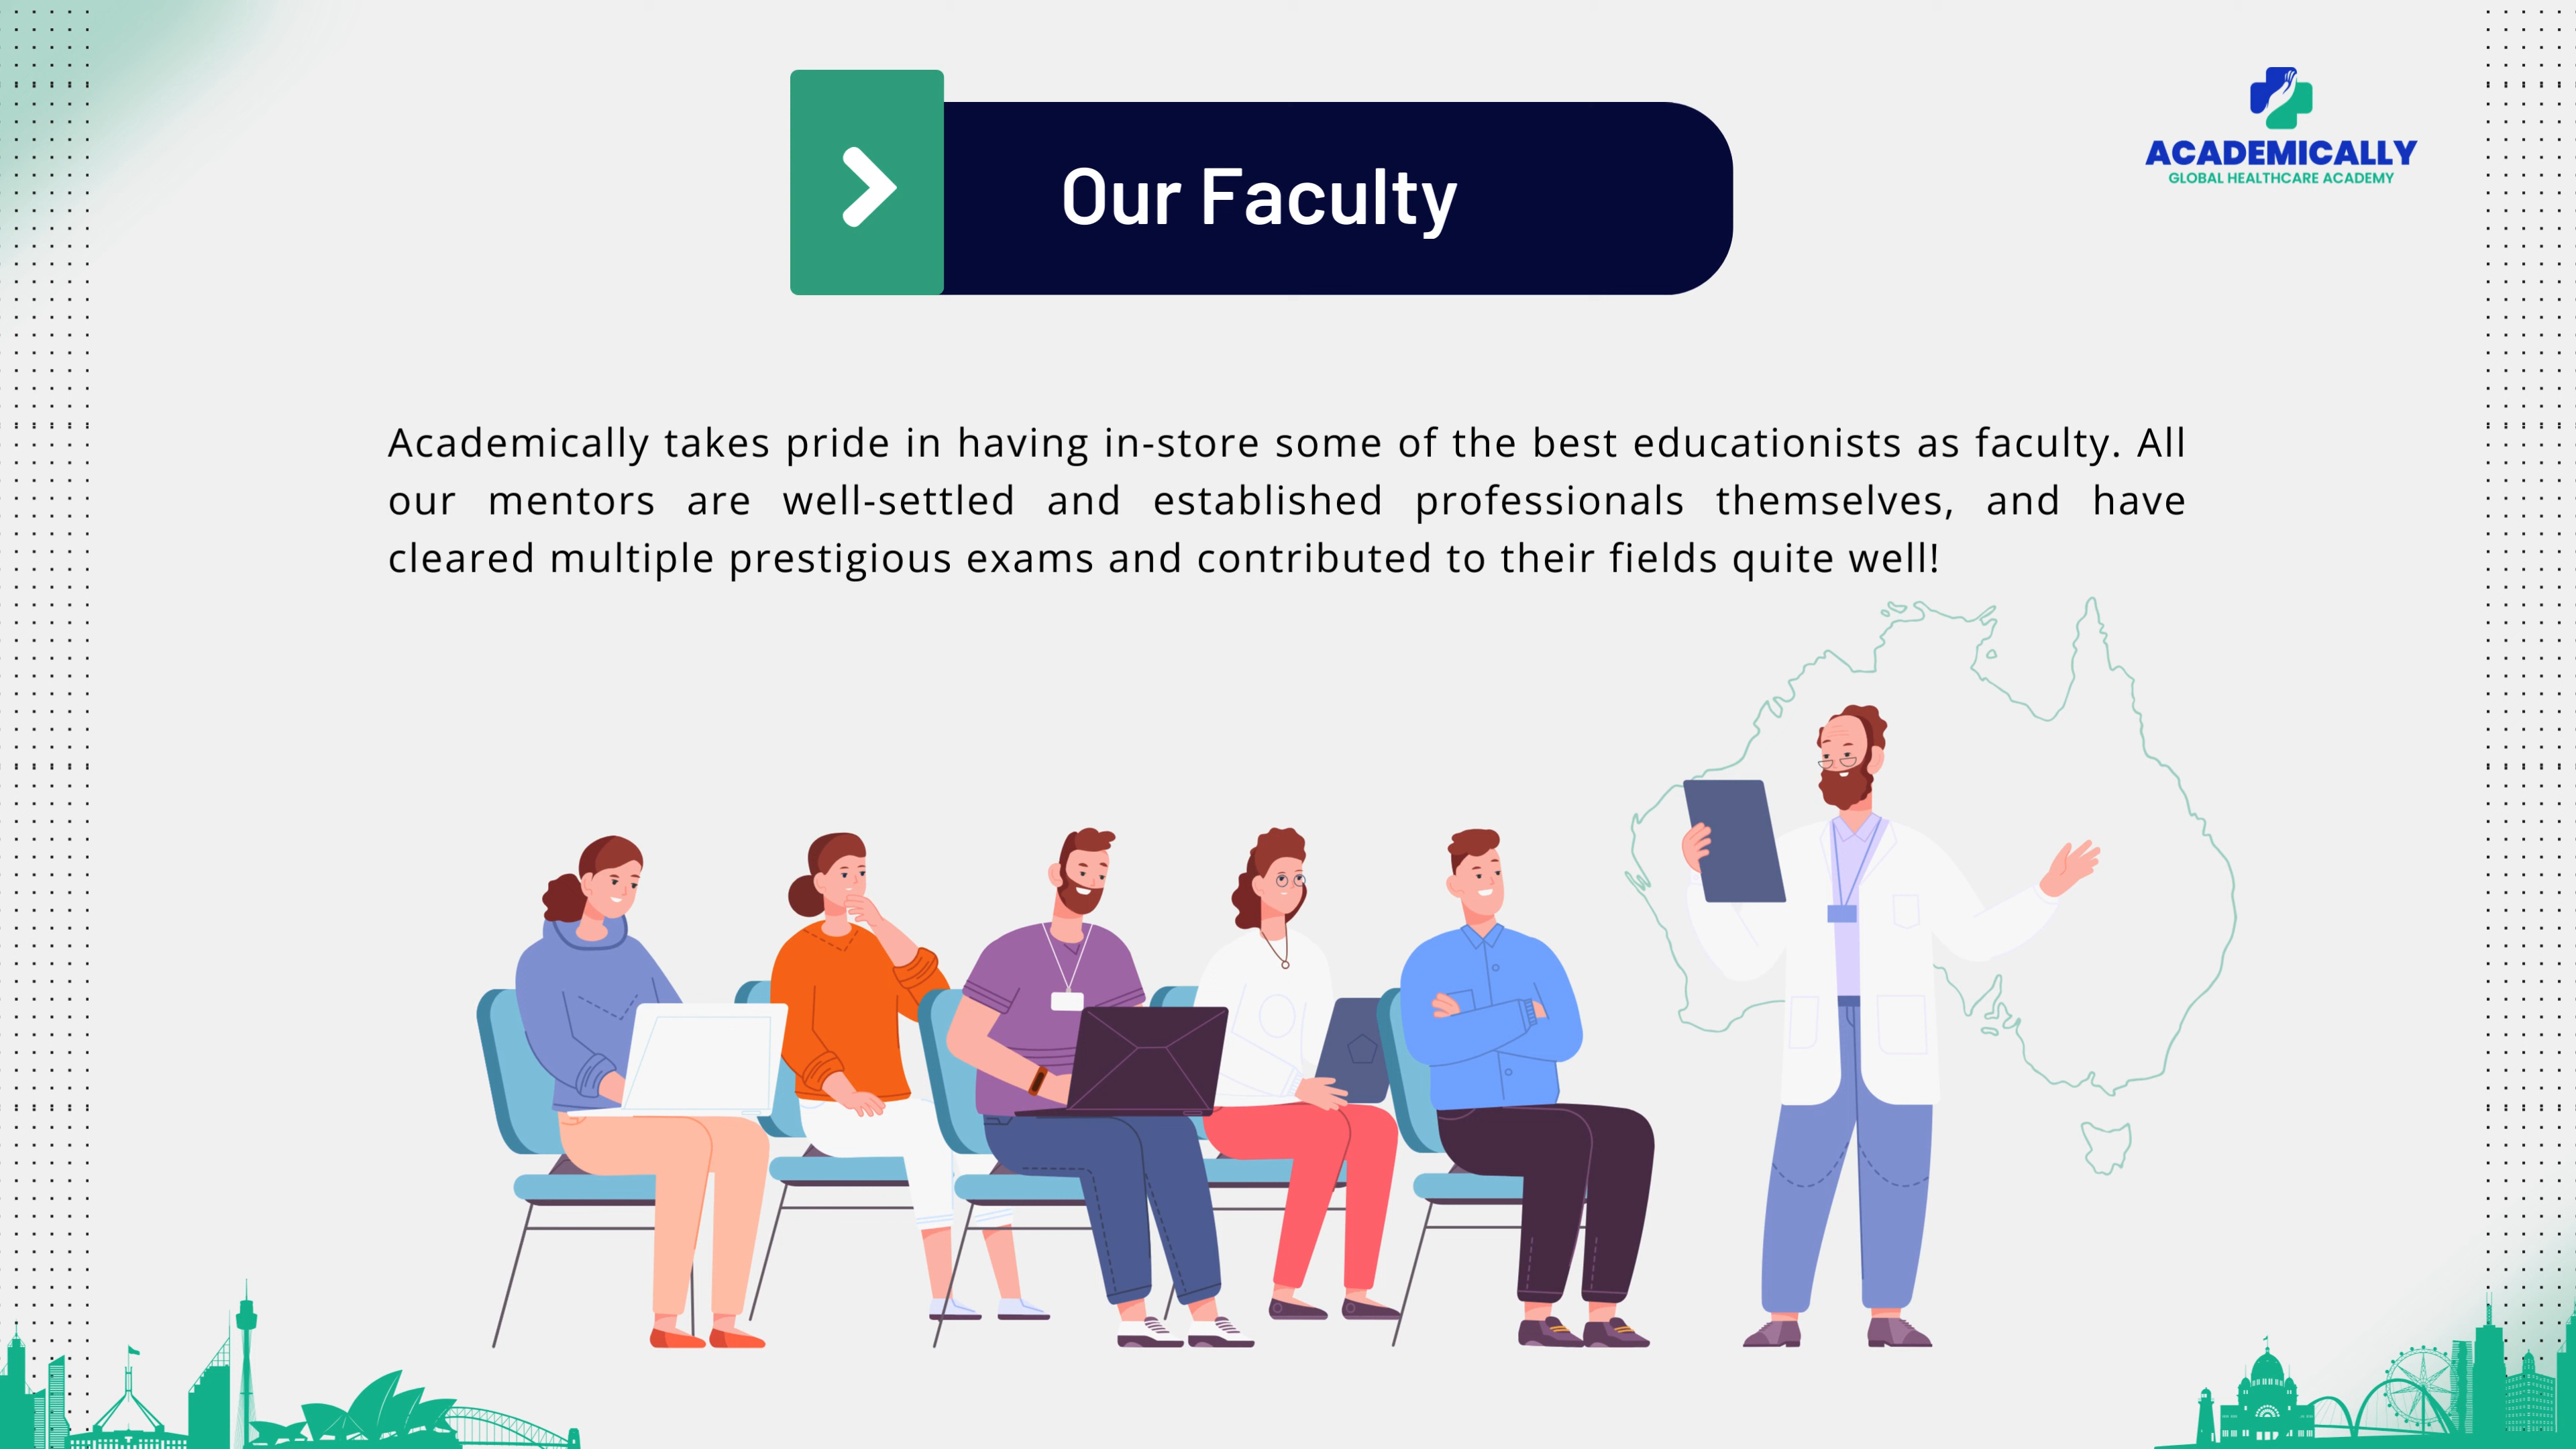 Our Faculty
ACADEMICALLY
GLOBAL HEALTHCARE ACADEMY
Academically takes pride in having in-store some of the best educationists as faculty. All
our mentors are well-settled and established professionals themselves, and have
cleared multiple prestigious exams and contributed to their fields quite well!